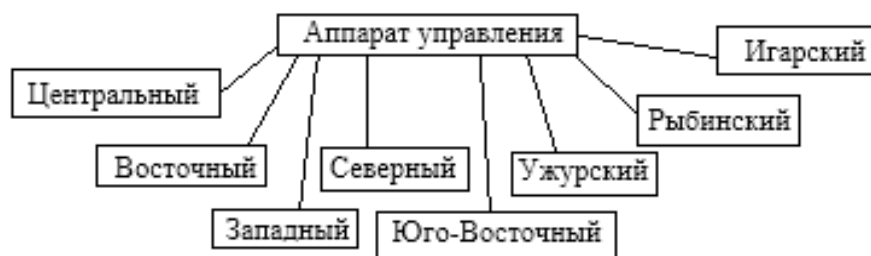 Аппарат управления
Игарский
Центральный
Рыбинский
Восточный
Северный
Ужурский
Западный
Юго-Восточный